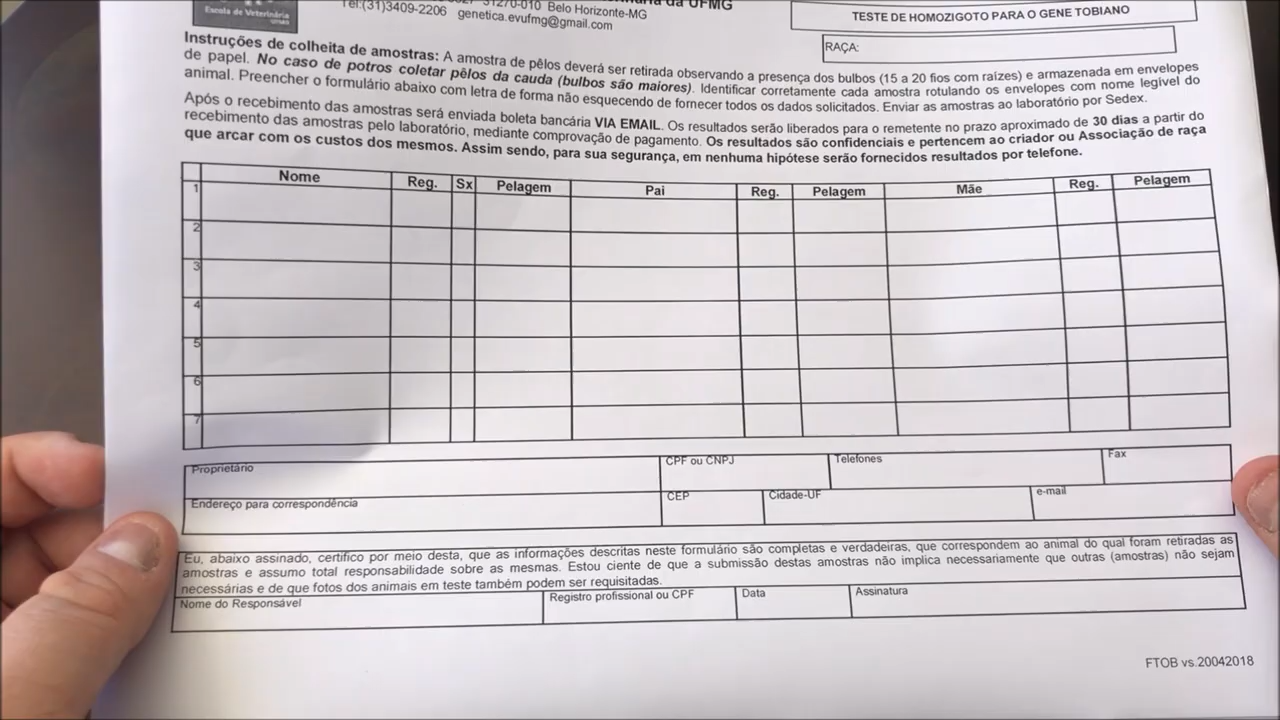 Escola de Veterinária
UFMG
da UFMG
TESTE DE HOMOZIGOTO PARA O GENE TOBIANO
31270-010 Belo Horizonte-MG
Tel:(31)3409-2206 genetica.evufmg@gmail.com
RAÇA:
Instruções de colheita de amostras: A amostra de pêlos deverá ser retirada observando a presença dos bulbos (15 a 20 fios com raízes) e armazenada em envelopes
de papel. No caso de potros coletar pêlos da cauda (bulbos são maiores). Identificar corretamente cada amostra rotulando os envelopes com nome legível do
animal. Preencher o formulário abaixo com letra de forma não esquecendo de fornecer todos os dados solicitados. Enviar as amostras ao laboratório por Sedex.
Após o recebimento das amostras será enviada boleta bancária VIA EMAIL. Os resultados serão liberados para o remetente no prazo aproximado de 30 dias a partir do
recebimento das amostras pelo laboratório, mediante comprovação de pagamento. Os resultados são confidenciais e pertencem ao criador ou Associação de raça
que arcar com os custos dos mesmos. Assim sendo, para sua segurança, em nenhuma hipótese serão fornecidos resultados por telefone.
Nome Reg. Sx Pelagem Pai Reg. Pelagem Mãe Reg. Pelagem
1
2
3
4
5
6
7
Proprietário CPF ou CNPJ Telefones Fax
Endereço para correspondência CEP Cidade-UF e-mail
Eu, abaixo assinado, certifico por meio desta, que as informações descritas neste formulário são completas e verdadeiras, que correspondem ao animal do qual foram retiradas as
amostras e assumo total responsabilidade sobre as mesmas. Estou ciente de que a submissão destas amostras não implica necessariamente que outras (amostras) não sejam
necessárias e de que fotos dos animais em teste também podem ser requisitadas.
Nome do Responsável Registro profissional ou CPF Data Assinatura
FTOB vs.20042018